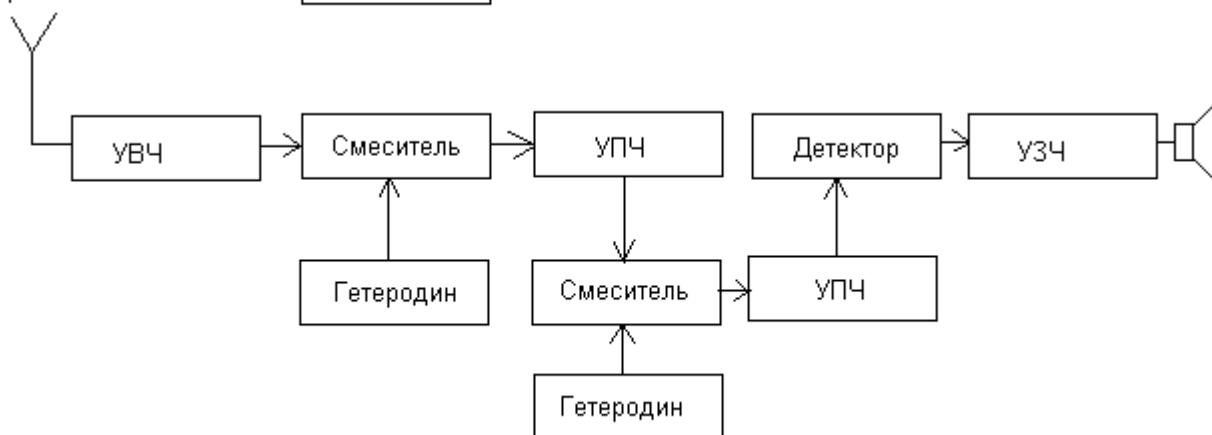 УВЧ
Смеситель
УПЧ
Детектор
УЗЧ
Гетеродин
Смеситель
УПЧ
Гетеродин